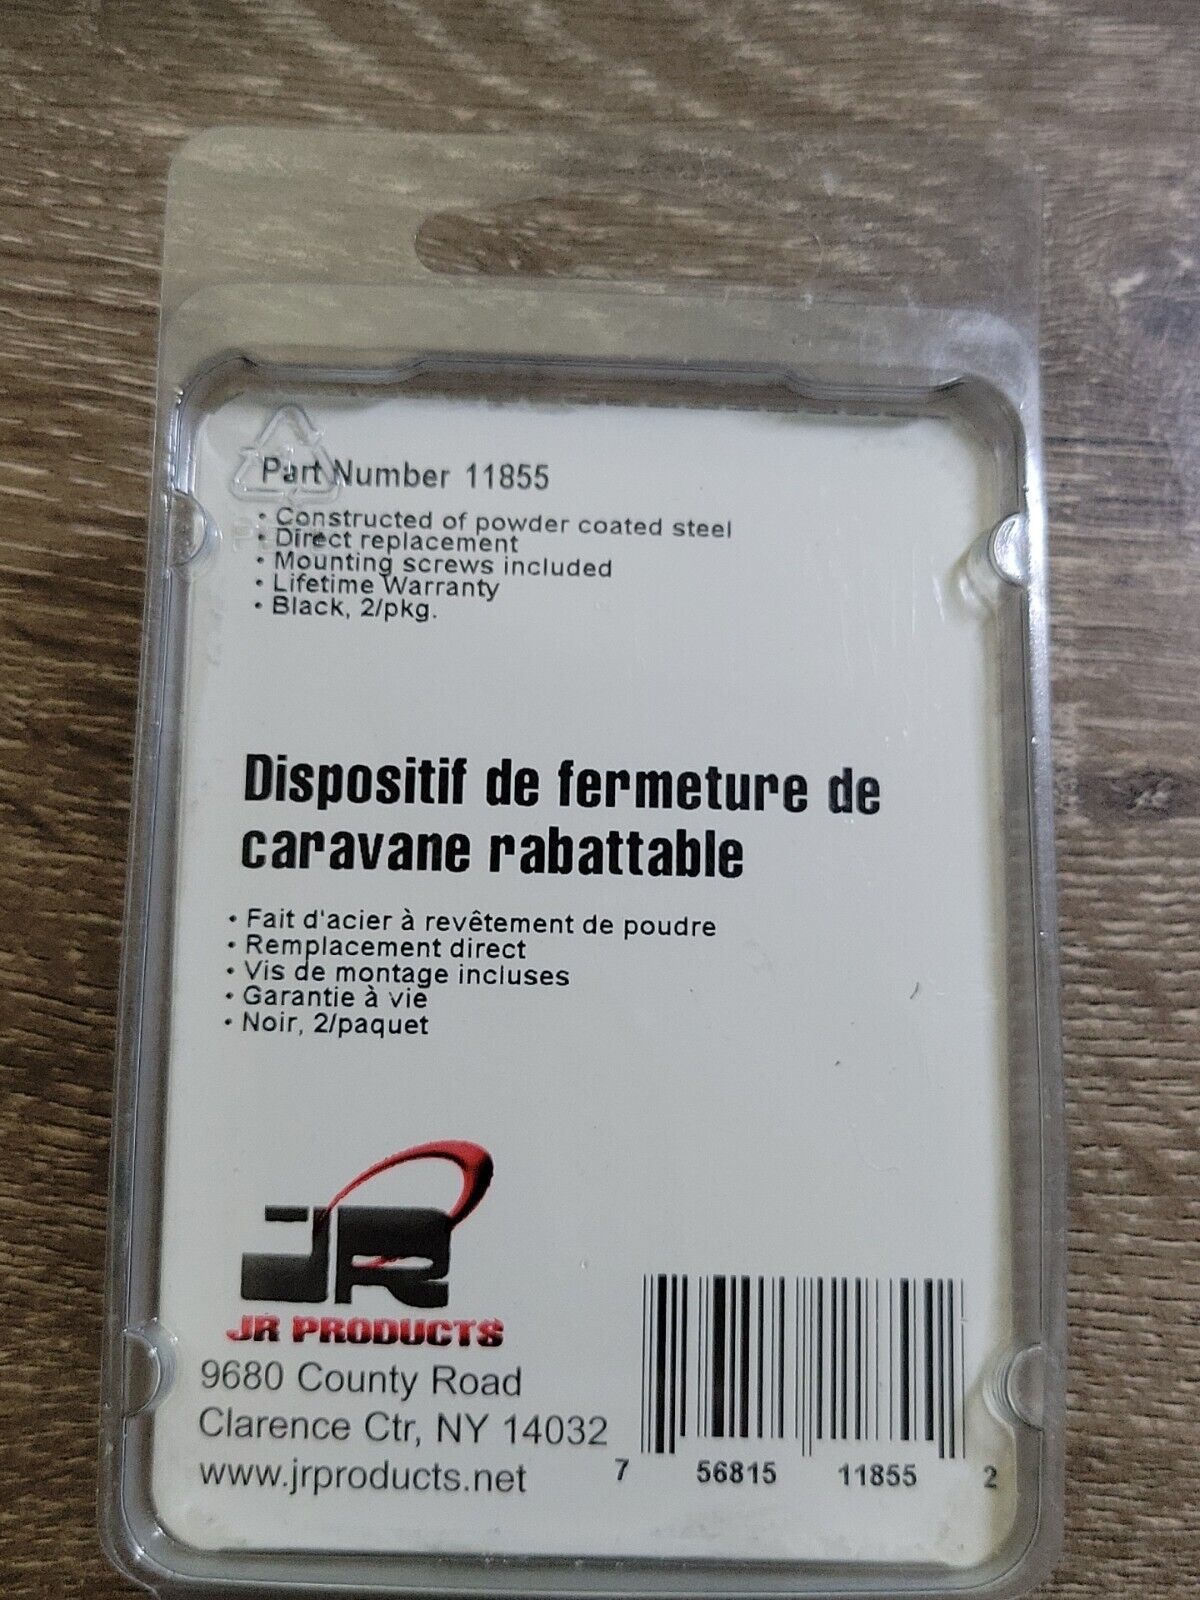 Part Number 11855
• Constructed of powder coated steel
• Direct replacement
• Mounting screws included
• Lifetime Warranty
• Black, 2/pkg.
Dispositif de fermeture de
caravane rabattable
• Fait d'acier à revêtement de poudre
• Remplacement direct
• Vis de montage incluses
• Garantie à vie
• Noir, 2/paquet
JR
JR PRODUCTS
9680 County Road
Clarence Ctr, NY 14032
www.jrproducts.net
7 56815 11855 2